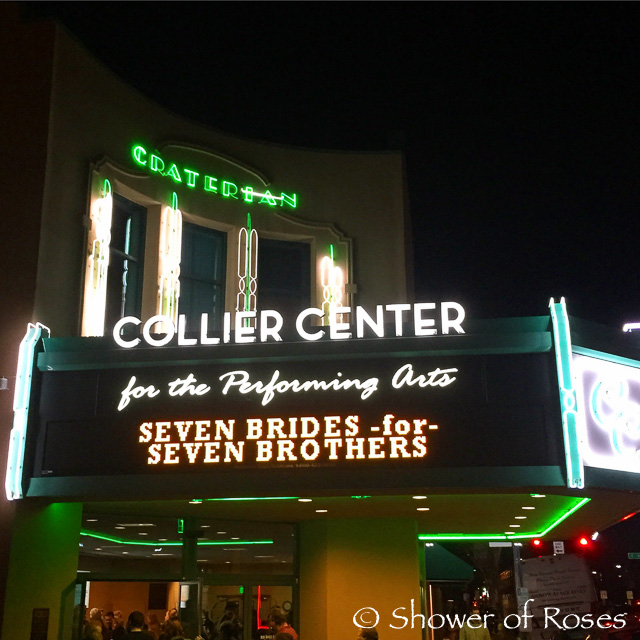 CRATERIAN
COLLIER CENTER
for the Performing Arts
SEVEN BRIDES -for-
SEVEN BROTHERS
© Shower of Roses